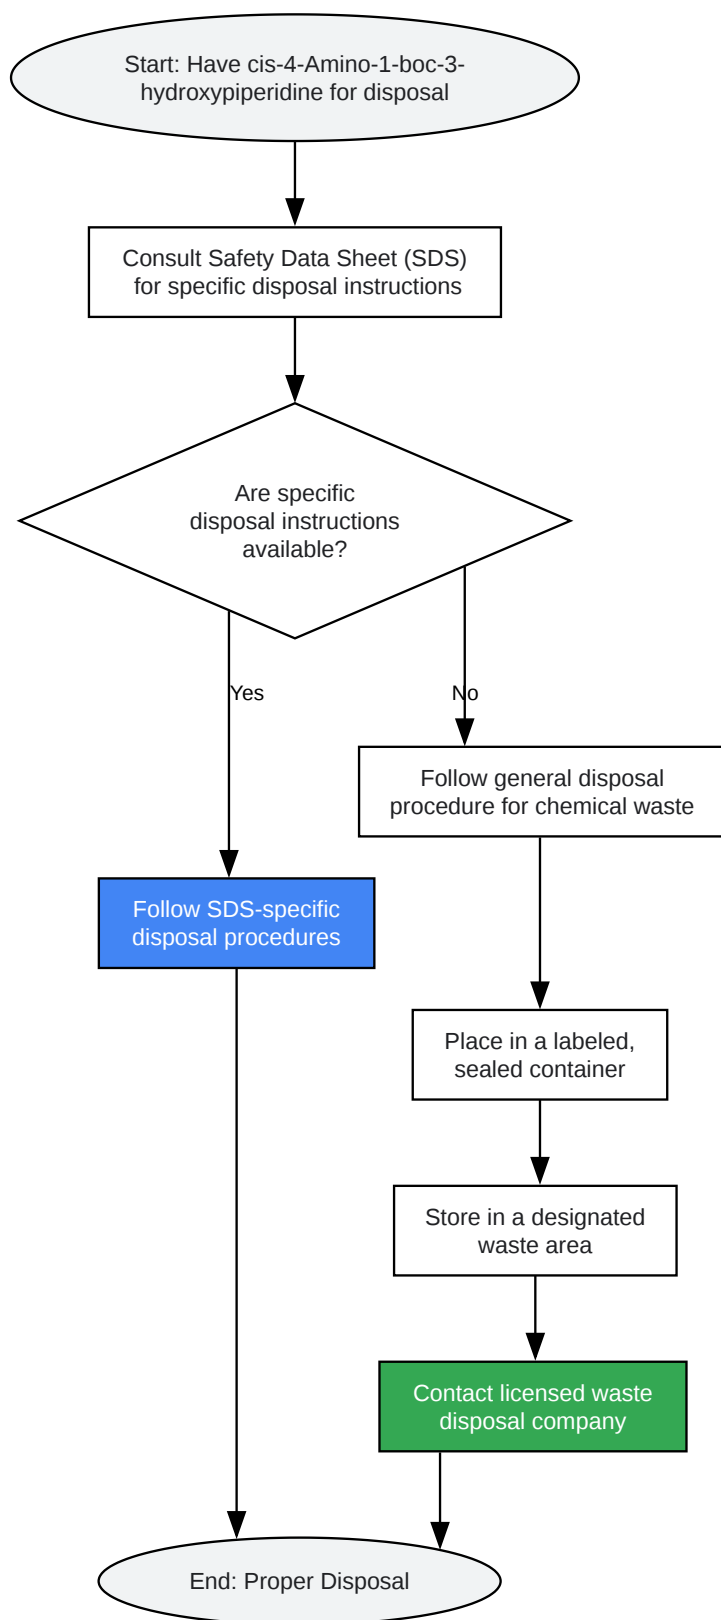 Start: Have cis-4-Amino-1-boc-3-
hydroxypiperidine for disposal
Consult Safety Data Sheet (SDS)
for specific disposal instructions
Are specific
disposal instructions
available?
Yes
No
Follow general disposal
procedure for chemical waste
Follow SDS-specific
disposal procedures
Place in a labeled,
sealed container
Store in a designated
waste area
Contact licensed waste
disposal company
End: Proper Disposal